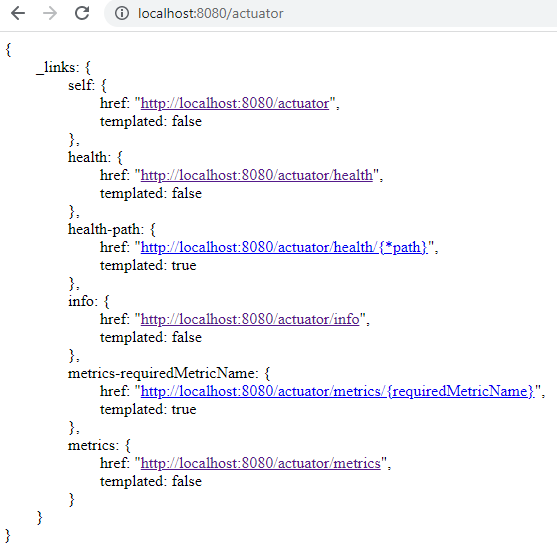 localhost:8080/actuator
{
_links: {
self: {
href: "http://localhost:8080/actuator",
templated: false
},
health: {
href: "http://localhost:8080/actuator/health",
templated: false
},
health-path: {
href: "http://localhost:8080/actuator/health/{*path}",
templated: true
},
info: {
href: "http://localhost:8080/actuator/info",
templated: false
},
metrics-requiredMetricName: {
href: "http://localhost:8080/actuator/metrics/{requiredMetricName}",
templated: true
},
metrics: {
href: "http://localhost:8080/actuator/metrics",
templated: false
}
}
}